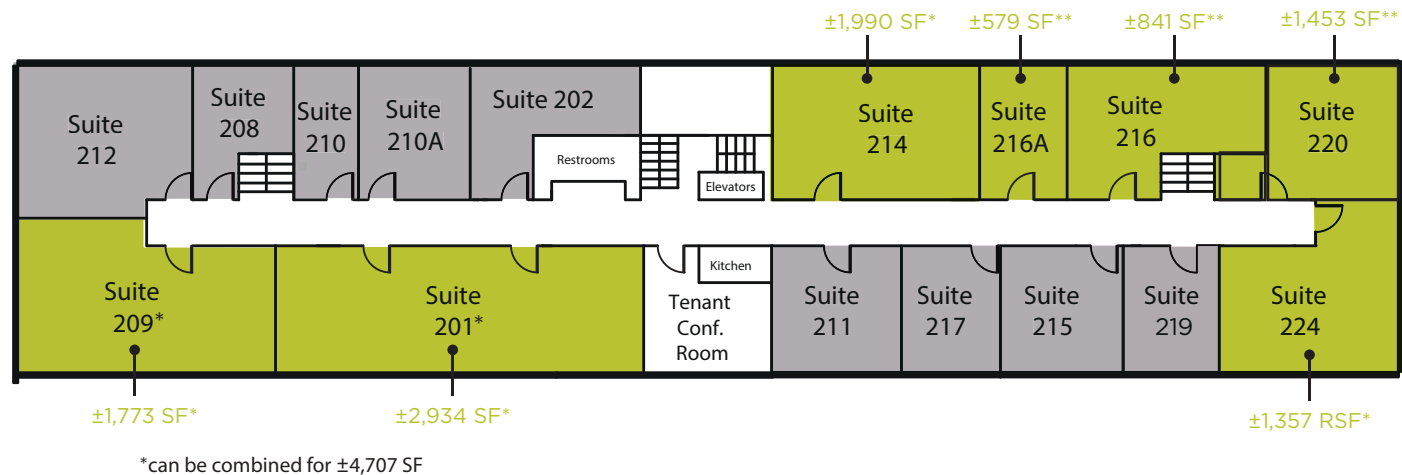 ±1,990 SF*
±579 SF**
±841 SF**
±1,453 SF**
Suite
212
Suite
208
Suite
210
Suite
210A
Suite 202
Restrooms
Elevators
Suite
214
Suite
216A
Suite
216
Suite
220
Suite
209*
Suite
201*
Kitchen
Tenant
Conf.
Room
Suite
211
Suite
217
Suite
215
Suite
219
Suite
224
±1,773 SF*
±2,934 SF*
±1,357 RSF*
*can be combined for ±4,707 SF